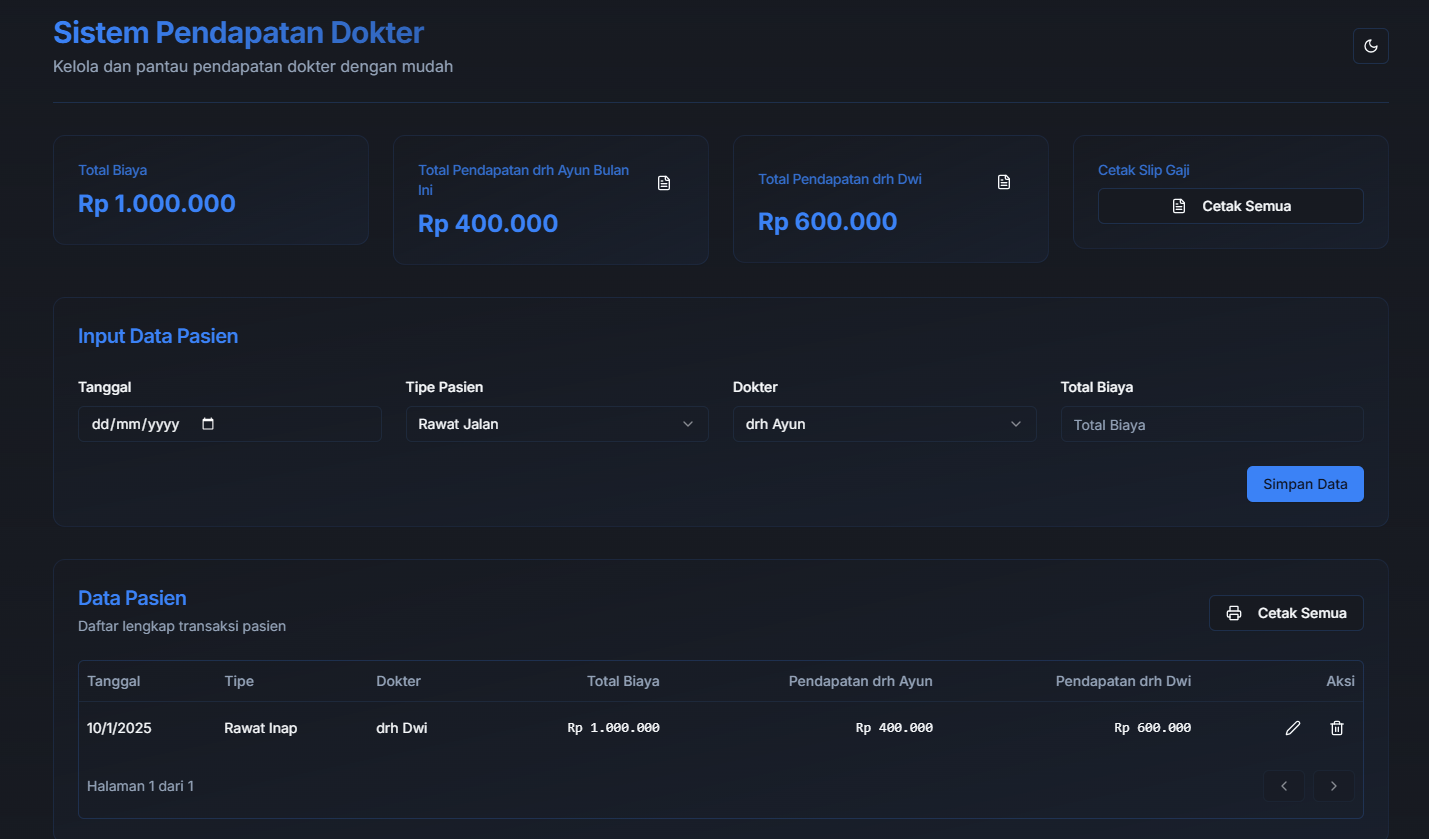 Sistem Pendapatan Dokter
Kelola dan pantau pendapatan dokter dengan mudah
Total Biaya
Rp 1.000.000
Total Pendapatan drh Ayun Bulan
Ini
Rp 400.000
Total Pendapatan drh Dwi
Rp 600.000
Cetak Slip Gaji
Cetak Semua
Input Data Pasien
Tanggal
dd/mm/yyyy
Tipe Pasien
Rawat Jalan
Dokter
drh Ayun
Total Biaya
Total Biaya
Simpan Data
Data Pasien
Daftar lengkap transaksi pasien
Cetak Semua
Tanggal Tipe Dokter Total Biaya Pendapatan drh Ayun Pendapatan drh Dwi Aksi
10/1/2025 Rawat Inap drh Dwi Rp 1.000.000 Rp 400.000 Rp 600.000
Halaman 1 dari 1